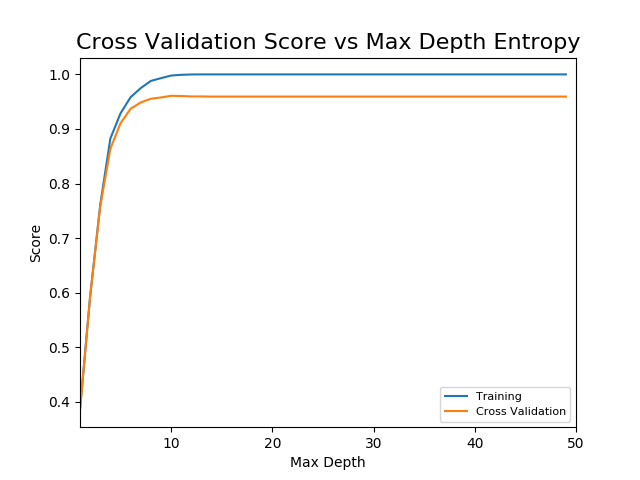 Cross Validation Score vs Max Depth Entropy
1.0
0.9
0.8
0.7
0.6
0.5
0.4
Score
Training
Cross Validation
10 20 30 40 50
Max Depth